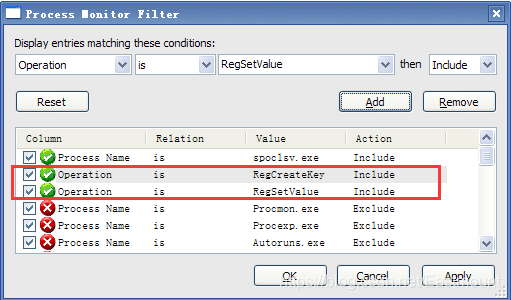 Process Monitor Filter
Display entries matching these conditions:
Operation is RegSetValue then Include
Reset Add Remove
Column Relation Value Action
Process Name is spoclsv.exe Include
Operation is RegCreateKey Include
Operation is RegSetValue Include
Process Name is Procmon.exe Exclude
Process Name is Procexp.exe Exclude
Process Name is Autoruns.exe Exclude
OK Cancel Apply